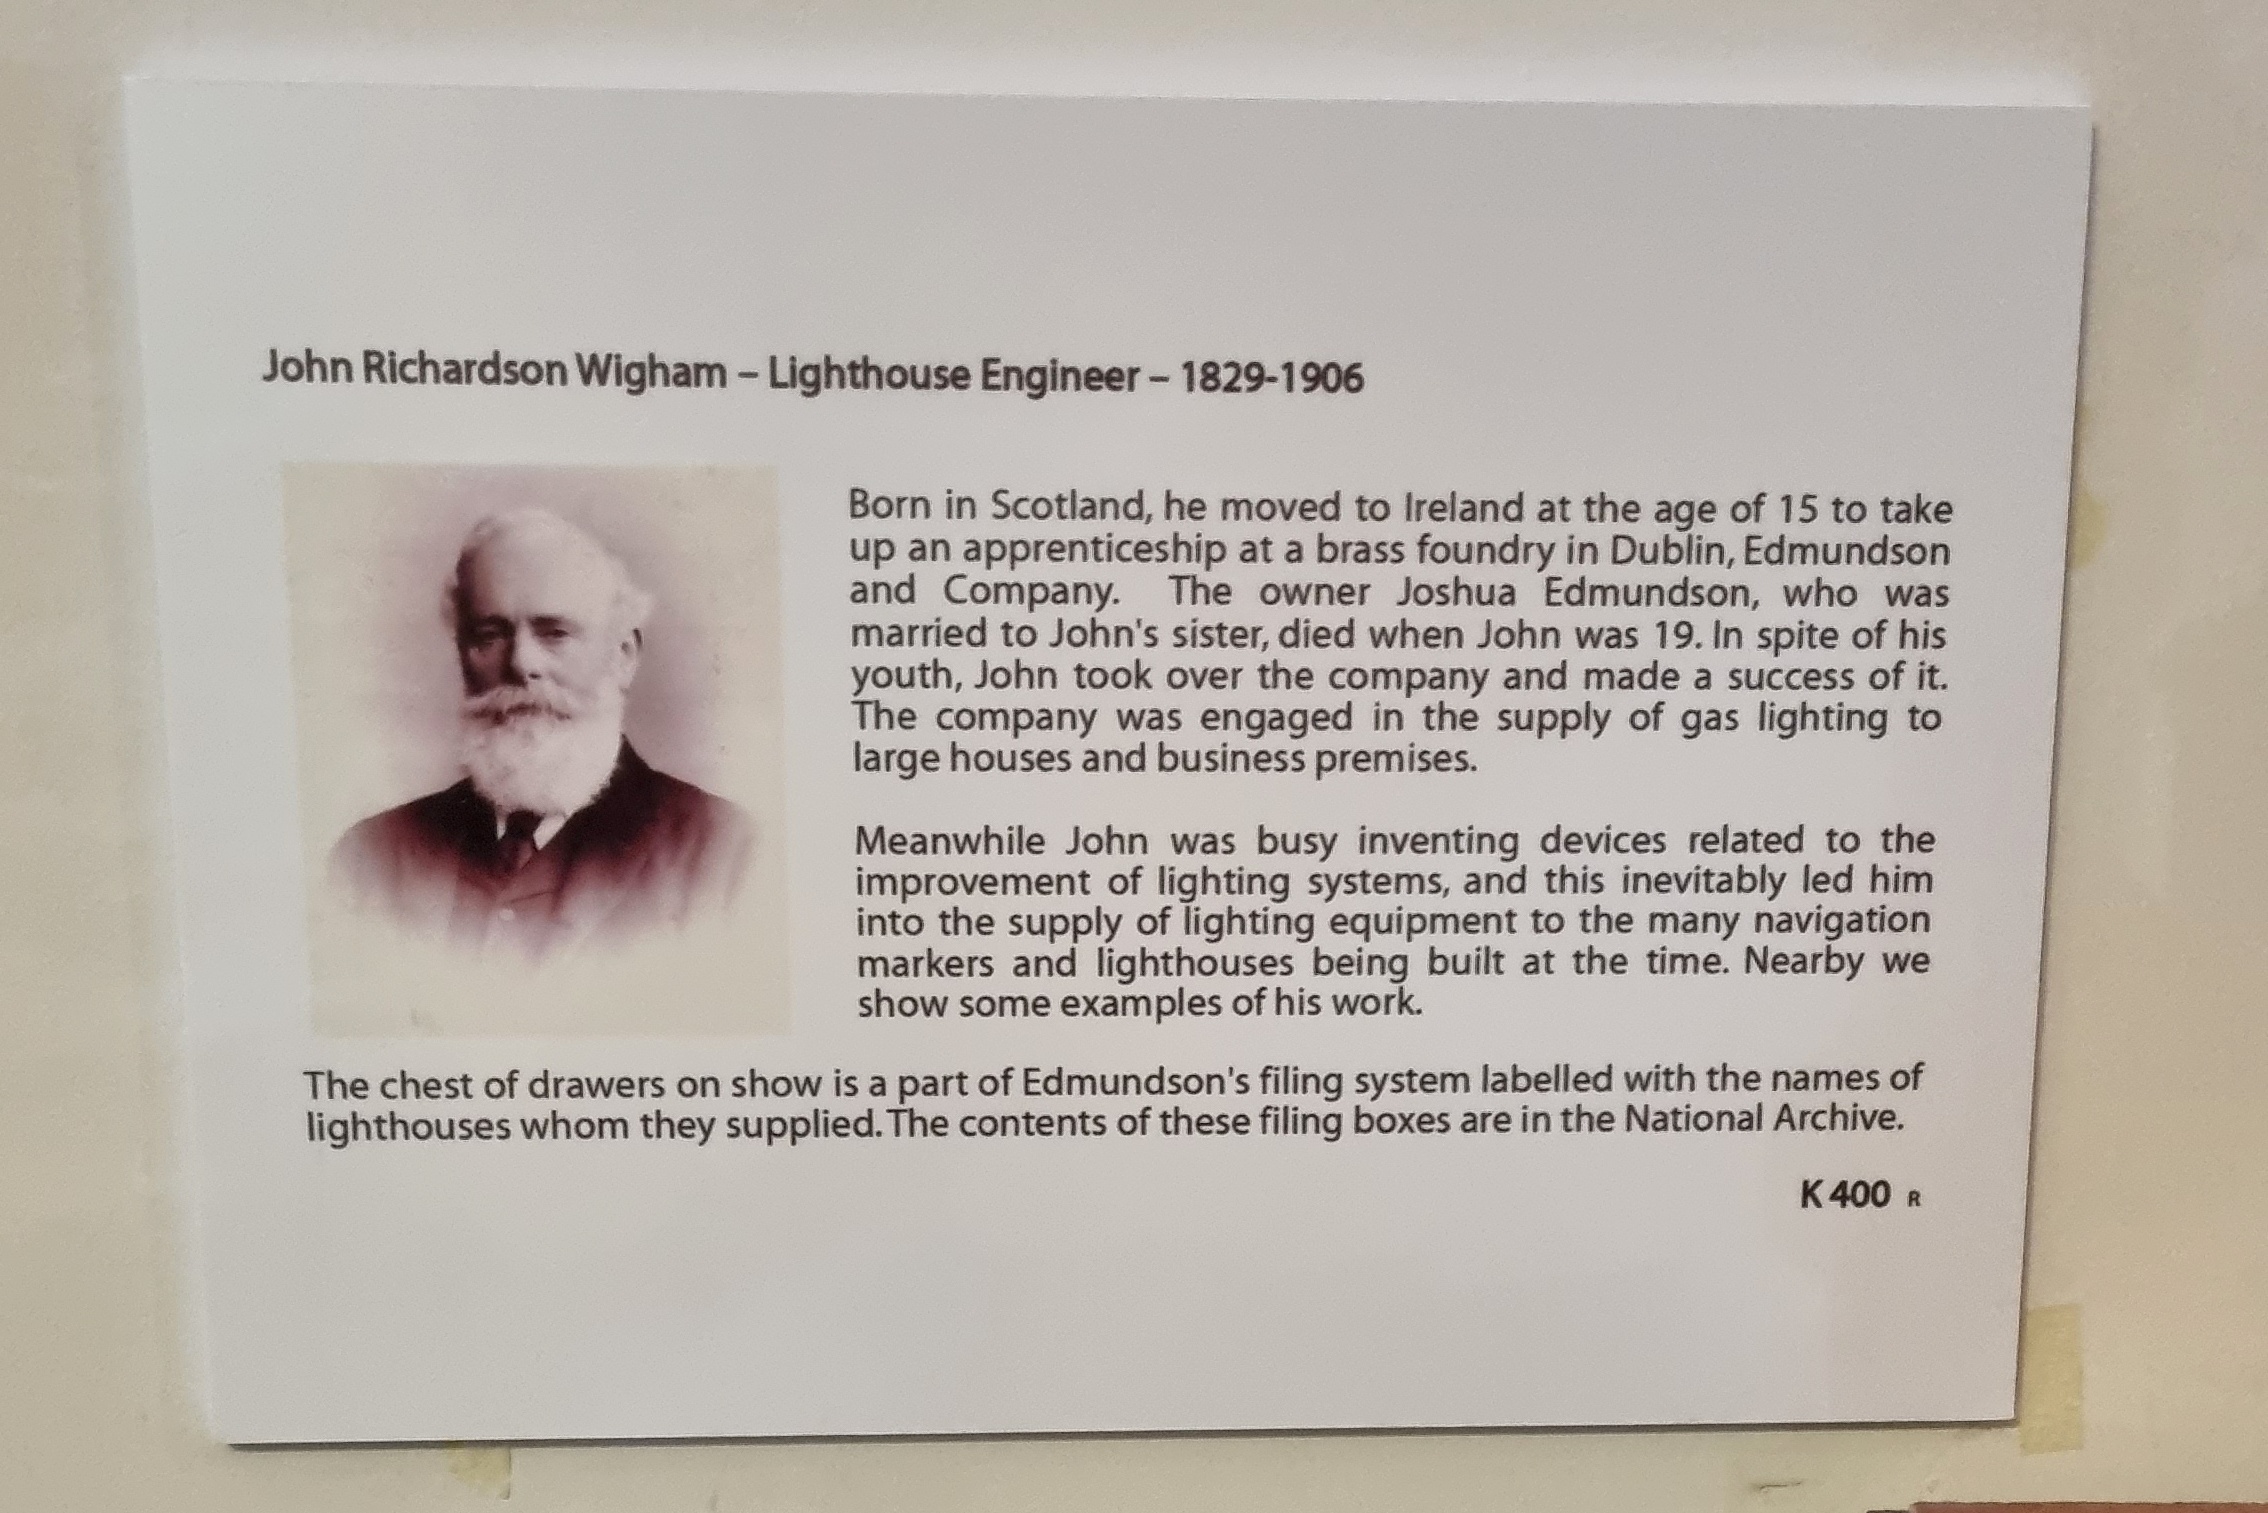 John Richardson Wigham – Lighthouse Engineer – 1829-1906
Born in Scotland, he moved to Ireland at the age of 15 to take
up an apprenticeship at a brass foundry in Dublin, Edmundson
and Company. The owner Joshua Edmundson, who was
married to John's sister, died when John was 19. In spite of his
youth, John took over the company and made a success of it.
The company was engaged in the supply of gas lighting to
large houses and business premises.
Meanwhile John was busy inventing devices related to the
improvement of lighting systems, and this inevitably led him
into the supply of lighting equipment to the many navigation
markers and lighthouses being built at the time. Nearby we
show some examples of his work.
The chest of drawers on show is a part of Edmundson's filing system labelled with the names of
lighthouses whom they supplied. The contents of these filing boxes are in the National Archive.
K 400 R